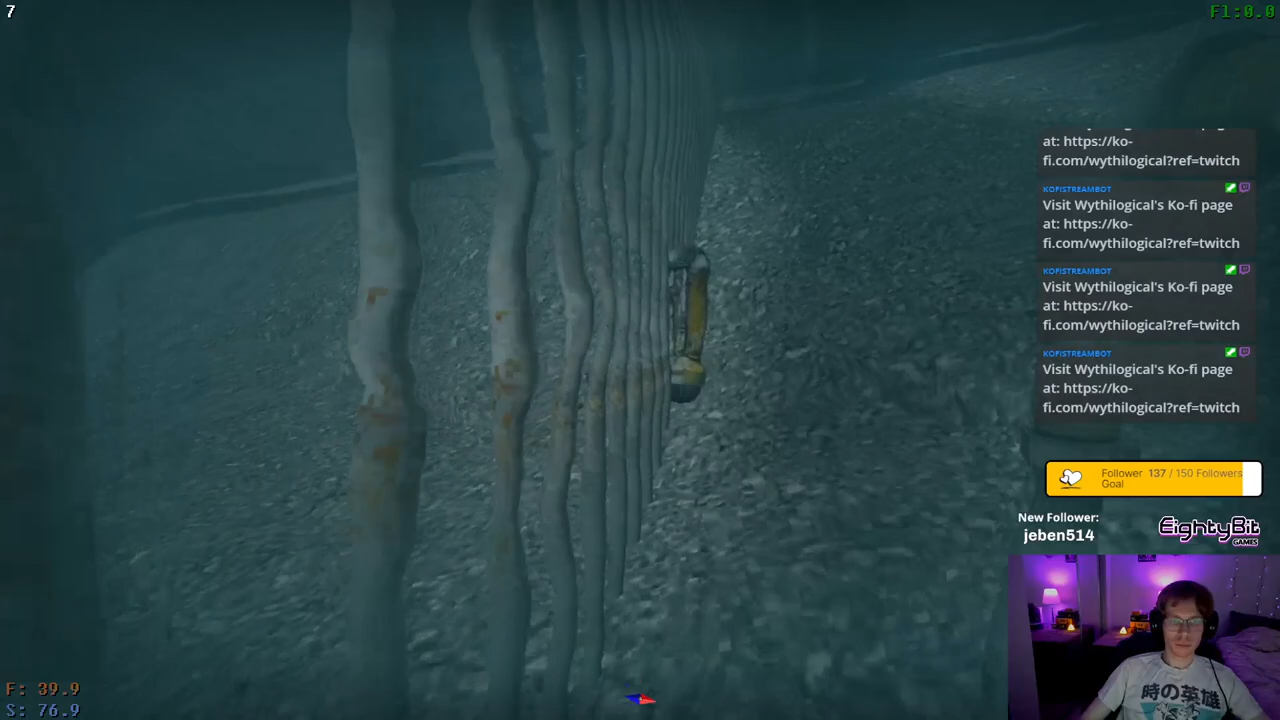 7
F1:0.0
at: https://ko-
fi.com/wythilogical?ref=twitch
KOFISTREAMBOT
Visit Wythilogical's Ko-fi page
at: https://ko-
fi.com/wythilogical?ref=twitch
KOFISTREAMBOT
Visit Wythilogical's Ko-fi page
at: https://ko-
fi.com/wythilogical?ref=twitch
KOFISTREAMBOT
Visit Wythilogical's Ko-fi page
at: https://ko-
fi.com/wythilogical?ref=twitch
Follower 137 / 150 Followers
Goal
New Follower:
jeben514
EightyBit
GAMES
時の英雄
F: 39.9
S: 76.9